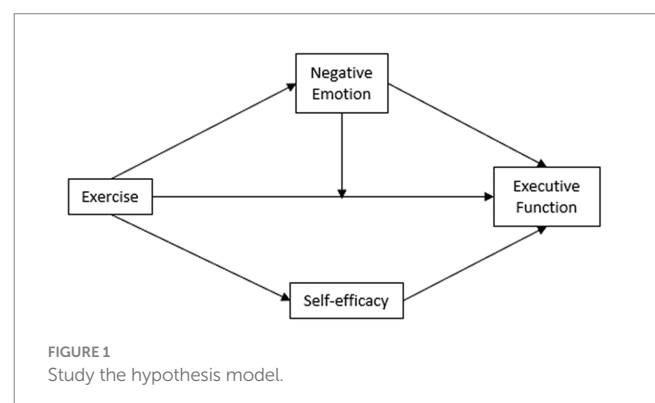 Negative
Emotion
Exercise
Executive
Function
Self-efficacy
FIGURE 1
Study the hypothesis model.